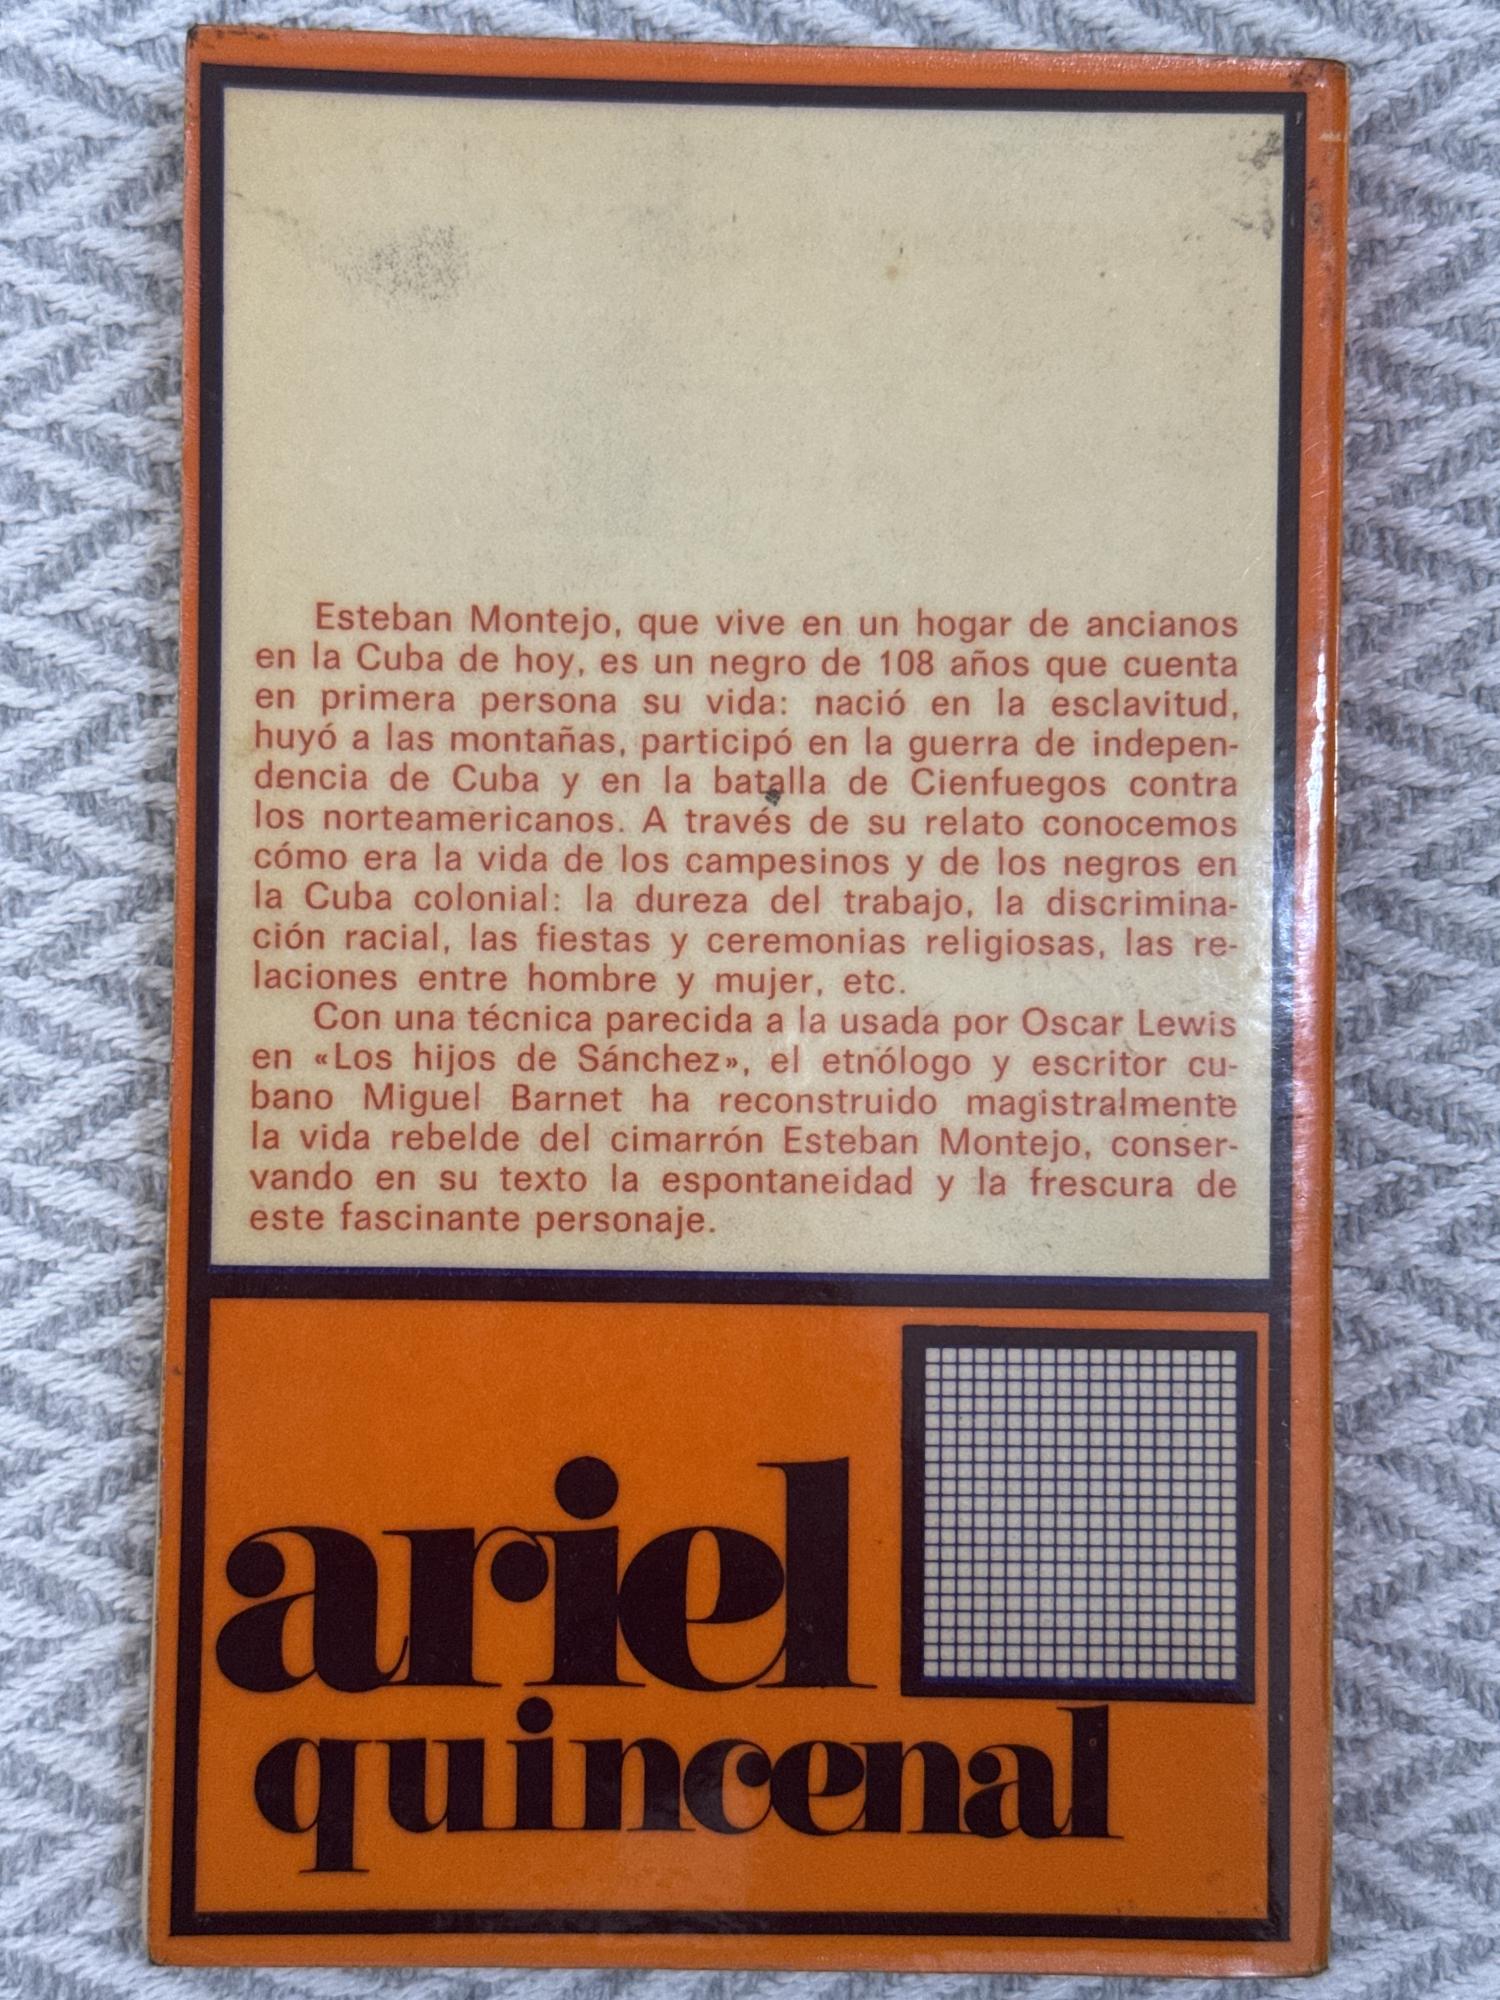 Esteban Montejo, que vive en un hogar de ancianos
en la Cuba de hoy, es un negro de 108 años que cuenta
en primera persona su vida: nació en la esclavitud,
huyó a las montañas, participó en la guerra de indepen-
dencia de Cuba y en la batalla de Cienfuegos contra
los norteamericanos. A través de su relato conocemos
cómo era la vida de los campesinos y de los negros en
la Cuba colonial: la dureza del trabajo, la discrimina-
ción racial, las fiestas y ceremonias religiosas, las re-
laciones entre hombre y mujer, etc.
Con una técnica parecida a la usada por Oscar Lewis
en «Los hijos de Sánchez», el etnólogo y escritor cu-
bano Miguel Barnet ha reconstruido magistralmente
la vida rebelde del cimarrón Esteban Montejo, conser-
vando en su texto la espontaneidad y la frescura de
este fascinante personaje.
ariel
quincenal